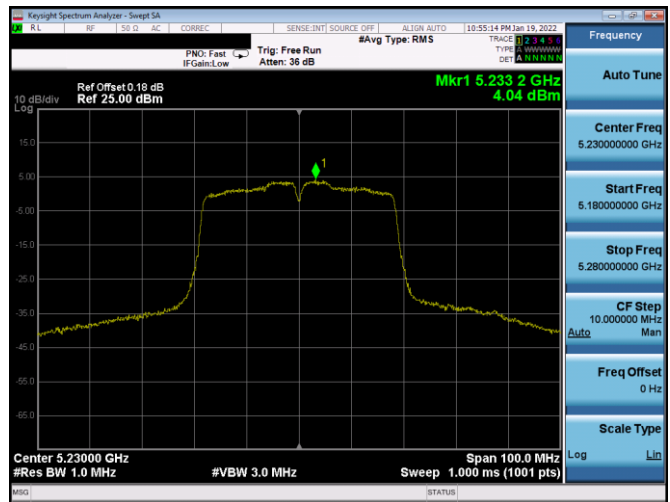 Keysight Spectrum Analyzer - Swept SA
RL RF 50 Ω AC CORREC SENSE:INT SOURCE OFF ALIGN AUTO 10:55:14 PM Jan 19, 2022
#Avg Type: RMS TRACE 1 2 3 4 5 6
TYPE A WWWWW
DET A N N N N N
PNO: Fast Trig: Free Run
IFGain:Low Atten: 36 dB
Mkr1 5.233 2 GHz
4.04 dBm
Ref Offset 0.18 dB
10 dB/div Ref 25.00 dBm
Log
1
15.0
5.00
-5.00
-15.0
-25.0
-35.0
-45.0
-55.0
-65.0
Center 5.23000 GHz Span 100.0 MHz
#Res BW 1.0 MHz #VBW 3.0 MHz Sweep 1.000 ms (1001 pts)
MSG STATUS
Frequency
Auto Tune
Center Freq
5.230000000 GHz
Start Freq
5.180000000 GHz
Stop Freq
5.280000000 GHz
CF Step
10.000000 MHz
Auto Man
Freq Offset
0 Hz
Scale Type
Log Lin